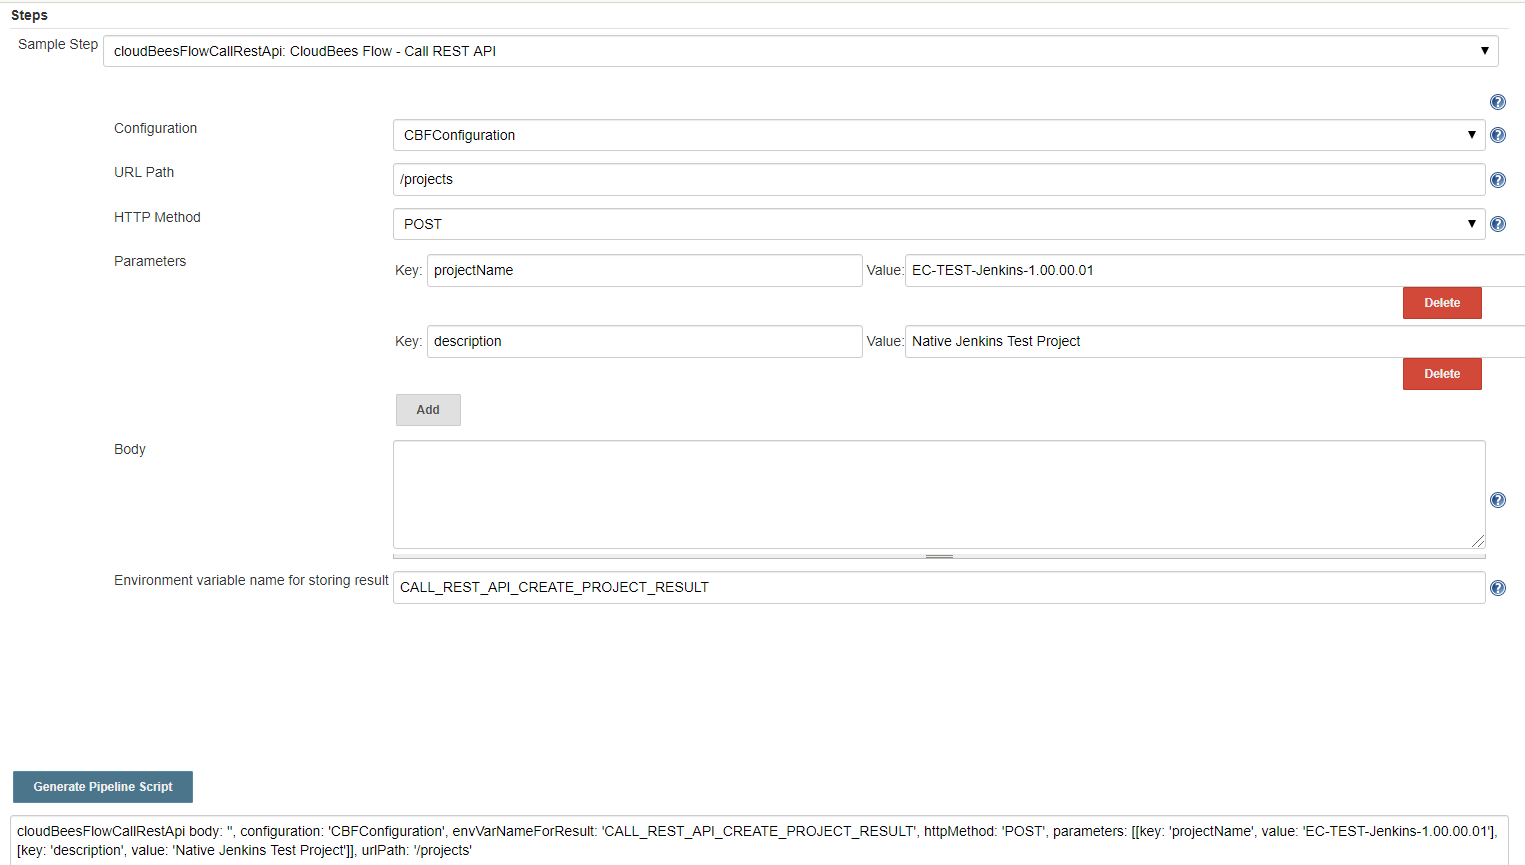 Steps
Sample Step cloudBeesFlowCallRestApi: CloudBees Flow - Call REST API
Configuration CBFConfiguration
URL Path /projects
HTTP Method POST
Parameters Key: projectName Value: EC-TEST-Jenkins-1.00.00.01
Delete
Key: description Value: Native Jenkins Test Project
Delete
Add
Body
Environment variable name for storing result CALL_REST_API_CREATE_PROJECT_RESULT
Generate Pipeline Script
cloudBeesFlowCallRestApi body: '', configuration: 'CBFConfiguration', envVarNameForResult: 'CALL_REST_API_CREATE_PROJECT_RESULT', httpMethod: 'POST', parameters: [[key: 'projectName', value: 'EC-TEST-Jenkins-1.00.00.01'],
[key: 'description', value: 'Native Jenkins Test Project']], urlPath: '/projects'